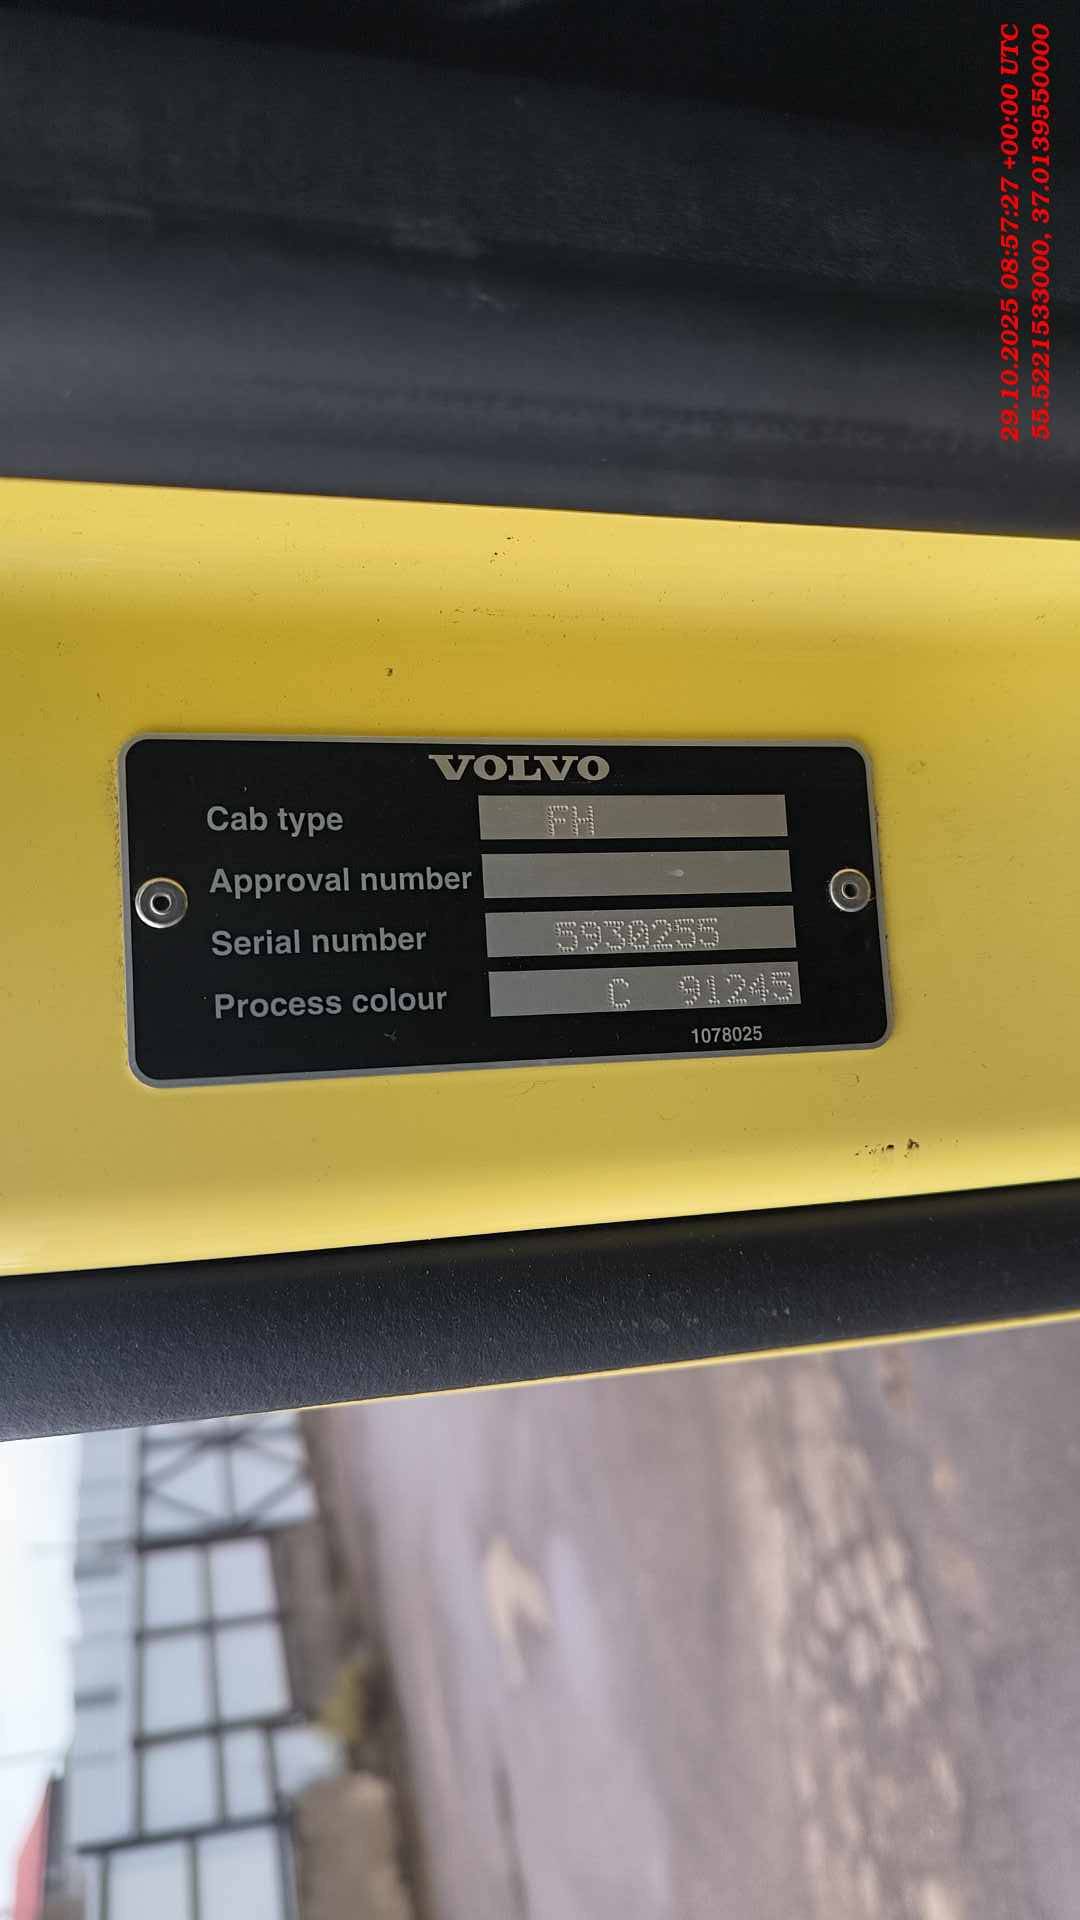 29.10.2025 08:57:27 +00:00 UTC
55.5221533000, 37.0139550000
VOLVO
Cab type FH
Approval number
Serial number 5930255
Process colour C 91245
1078025